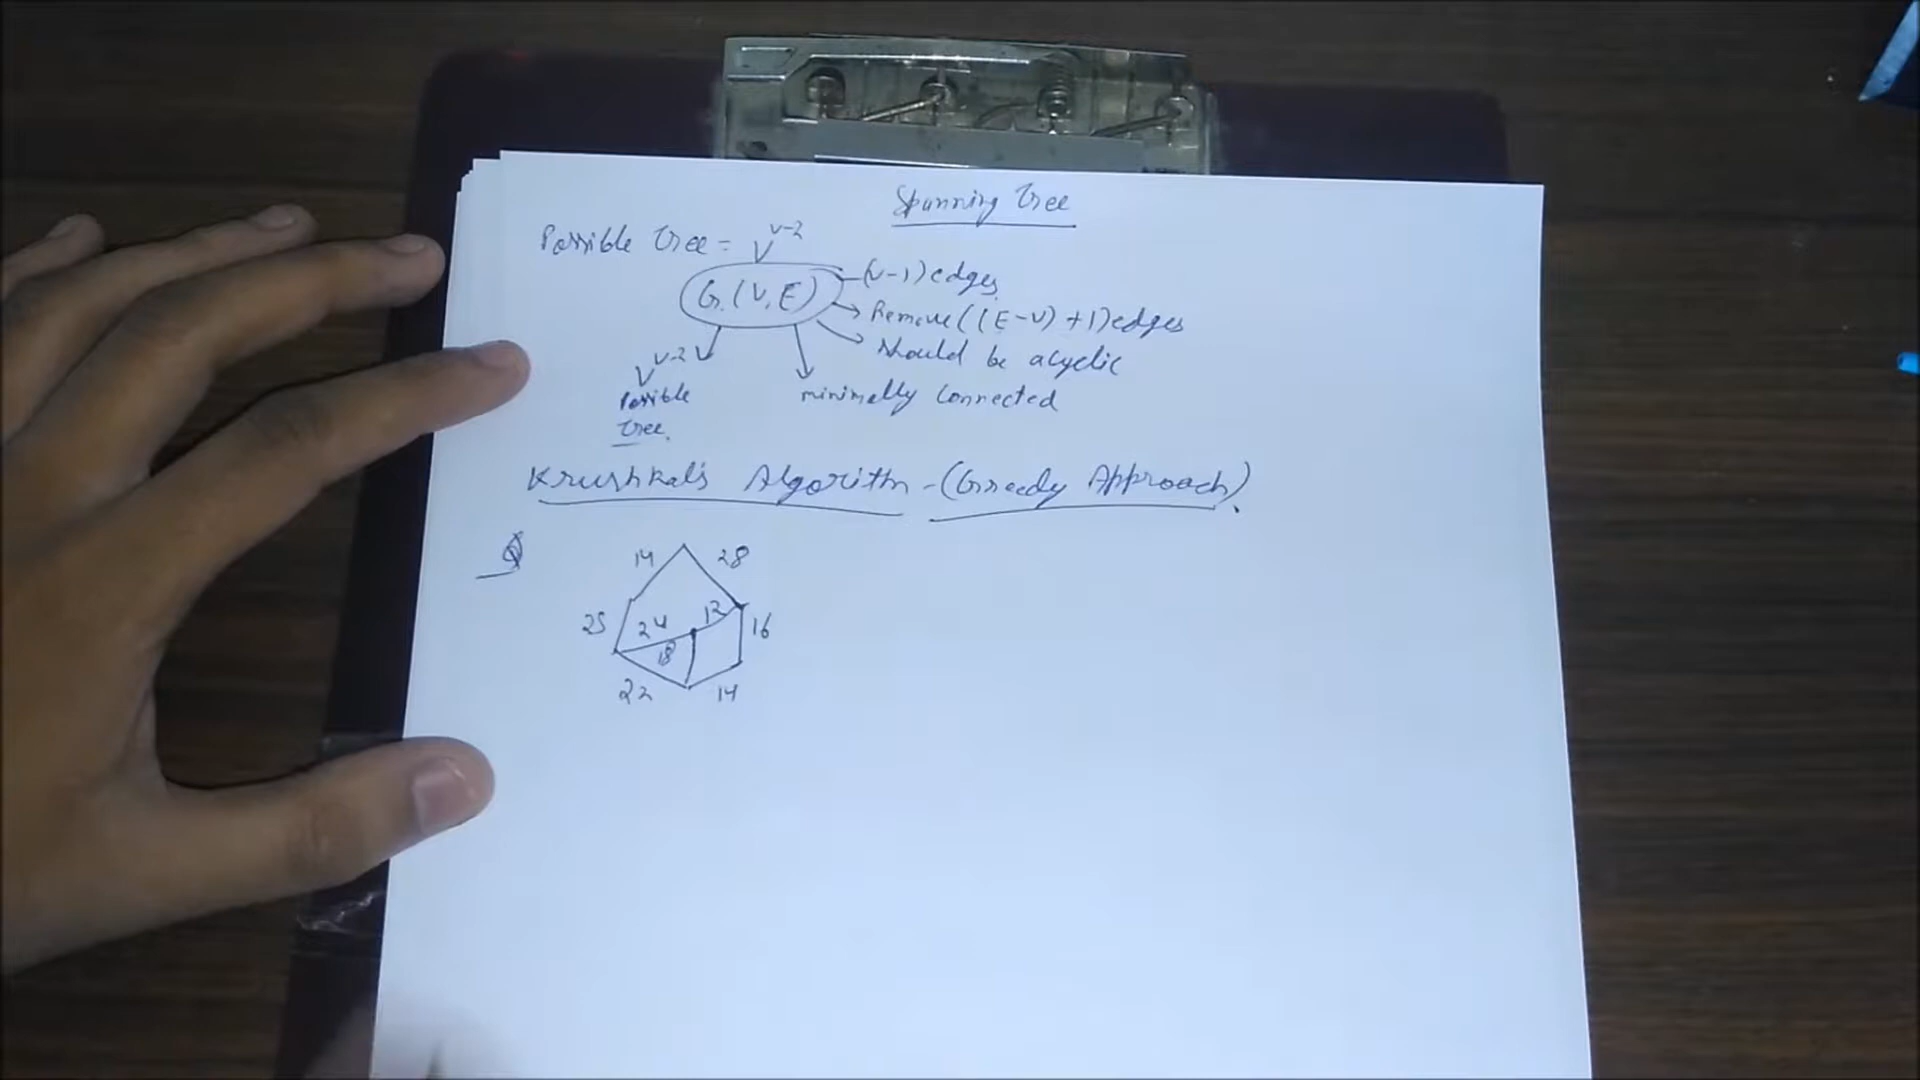 Spanning Tree
Possible Tree = V^v-2
G(V,E)
(v-1) edges
Remove ((E-V)+1) edges
should be acyclic
minimally connected
V^v-2
Possible
Tree.
Krushkal's Algorithm - (Greedy Approach).
Q
14 28
25 24 12 16
18
22 14